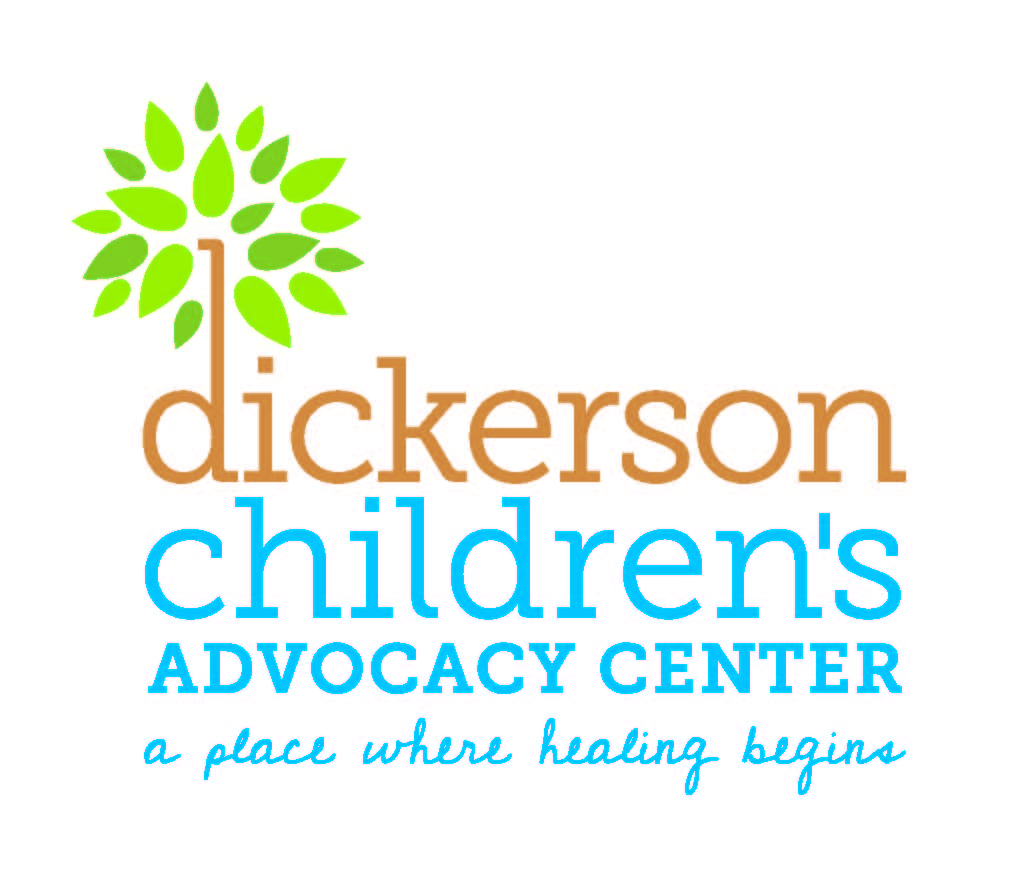 dickerson
children's
ADVOCACY CENTER
a place where healing begins